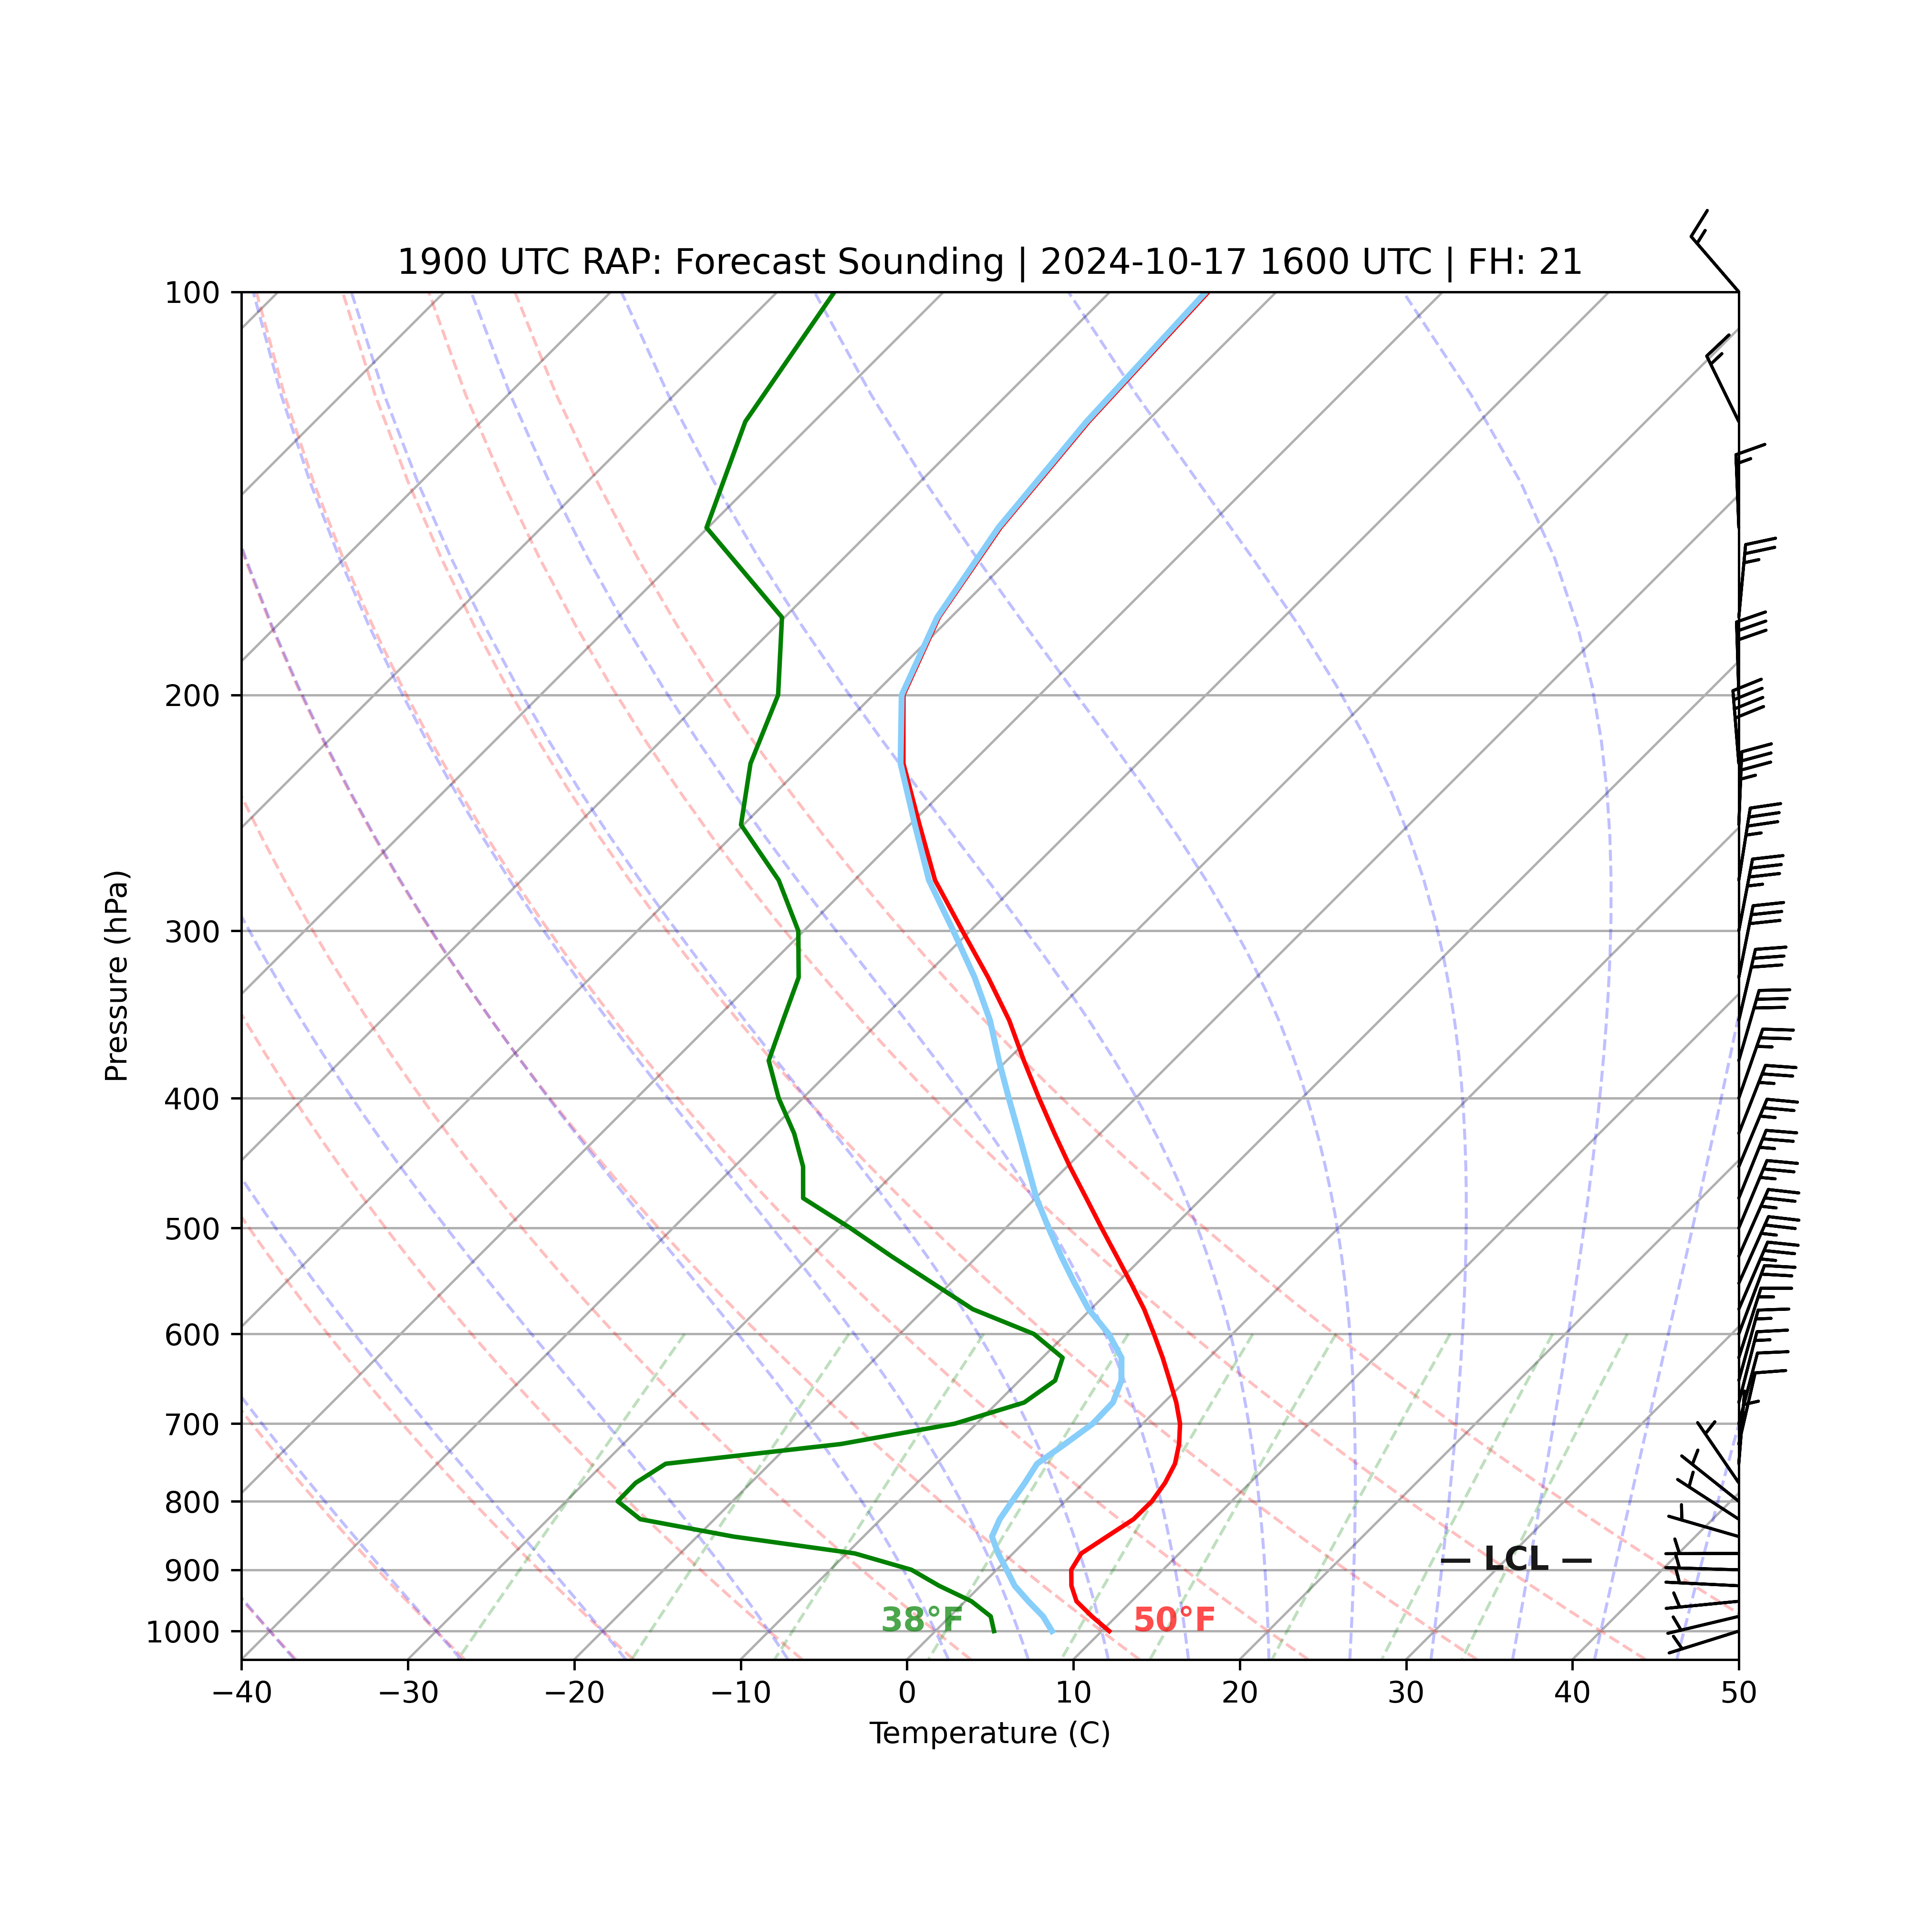 1900 UTC RAP: Forecast Sounding | 2024-10-17 1600 UTC | FH: 21
100
200
300
400
500
600
700
800
900
1000
Pressure (hPa)
— LCL —
38°F
50°F
−40 −30 −20 −10 0 10 20 30 40 50
Temperature (C)